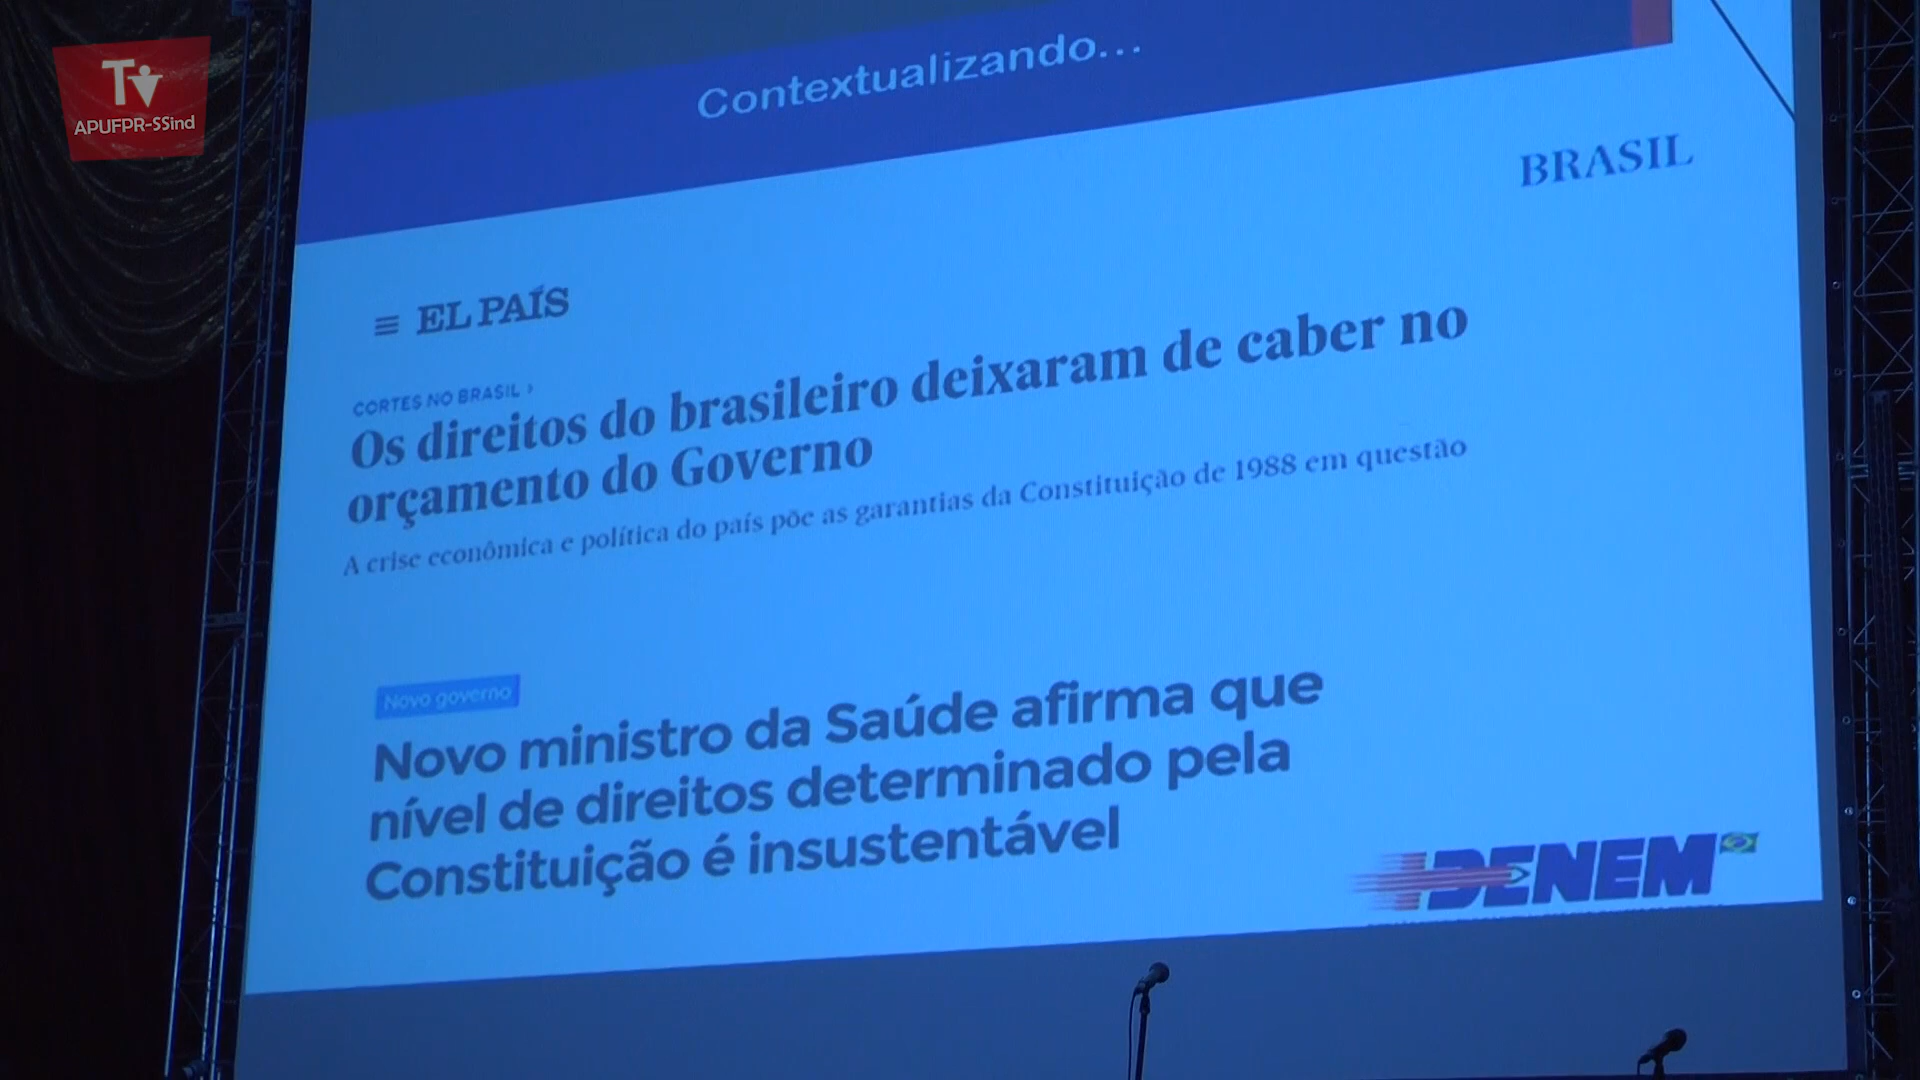 TV
APUFPR-SSind
Contextualizando...
BRASIL
EL PAÍS
CORTES NO BRASIL ›
Os direitos do brasileiro deixaram de caber no
orçamento do Governo
A crise econômica e política do país põe as garantias da Constituição de 1988 em questão
Novo governo
Novo ministro da Saúde afirma que
nível de direitos determinado pela
Constituição é insustentável
DENEM